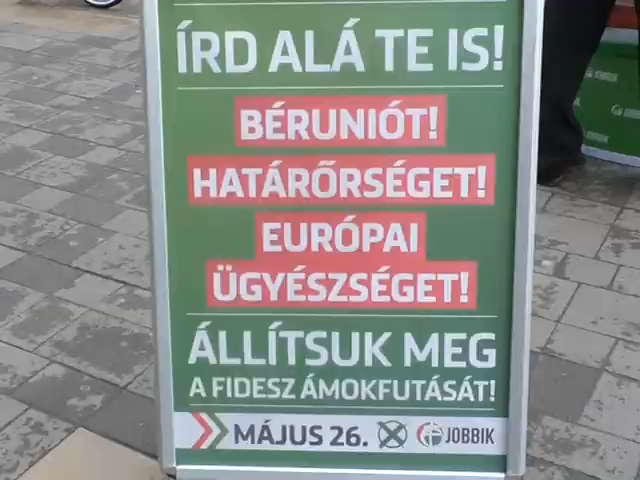 ÍRD ALÁ TE IS!
BÉRUNIÓT!
HATÁRŐRSÉGET!
EURÓPAI
ÜGYÉSZSÉGET!
ÁLLÍTSUK MEG
A FIDESZ ÁMOKFUTÁSÁT!
MÁJUS 26. JOBBIK